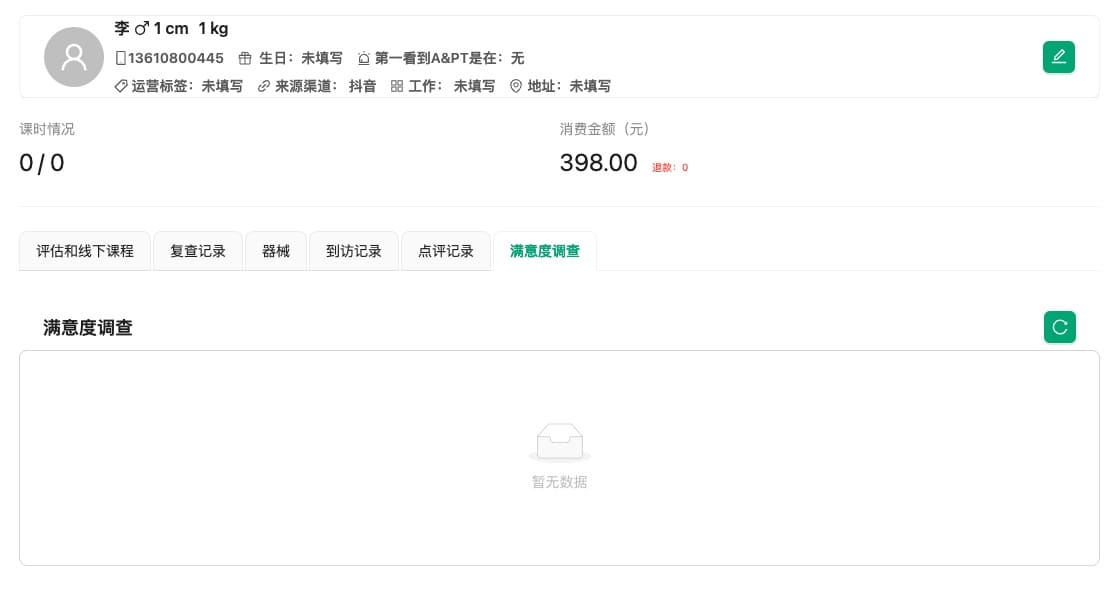 李 1 cm 1 kg
13610800445 生日：未填写 第一看到A&PT是在：无
运营标签：未填写 来源渠道：抖音 工作：未填写 地址：未填写
课时情况 消费金额（元）
0 / 0 398.00 退款：0
评估和线下课程 复查记录 器械 到访记录 点评记录 满意度调查
满意度调查
暂无数据